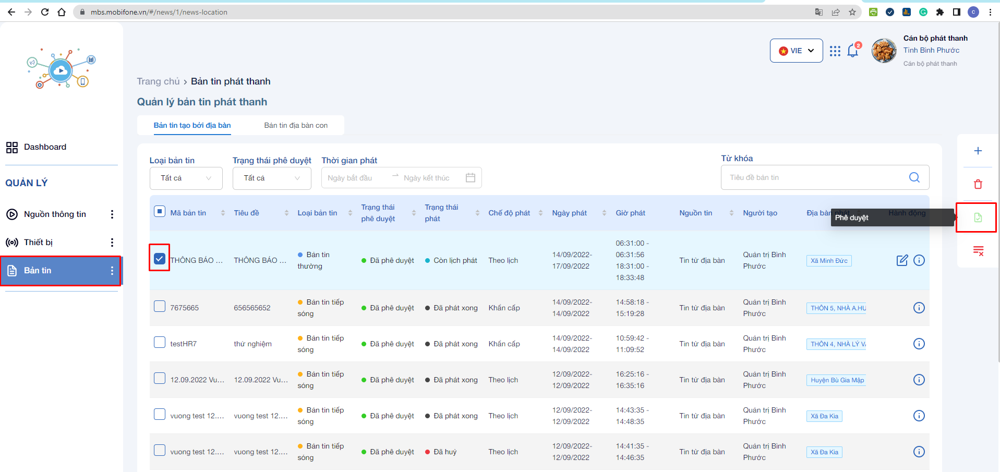 mbs.mobifone.vn/#/news/1/news-location
c
VIE
2
Cán bộ phát thanh
Tỉnh Bình Phước
Cán bộ phát thanh
Trang chủ > Bản tin phát thanh
Quản lý bản tin phát thanh
Bản tin tạo bởi địa bàn
Bản tin địa bàn con
Dashboard
QUẢN LÝ
Nguồn thông tin
Thiết bị
Bản tin
Loại bản tin
Tất cả
Trạng thái phê duyệt
Tất cả
Thời gian phát
Ngày bắt đầu
Ngày kết thúc
Từ khóa
Tiêu đề bản tin
Mã bản tin
Tiêu đề
Loại bản tin
Trạng thái
phê duyệt
Trạng thái
phát
Chế độ phát
Ngày phát
Giờ phát
Nguồn tin
Người tạo
Địa bàn phát
Hành động
Phê duyệt
THÔNG BÁO ...
THÔNG BÁO ...
Bản tin
thường
Đã phê duyệt
Còn lịch phát
Theo lịch
14/09/2022-
17/09/2022
06:31:00 -
06:31:56
18:31:00 -
18:33:48
Tin từ địa bàn
Quản trị Bình
Phước
Xã Minh Đức
7675665
656565652
Bản tin tiếp
sóng
Đã phê duyệt
Đã phát xong
Khẩn cấp
14/09/2022-
14/09/2022
14:58:18 -
15:19:28
Tin từ địa bàn
Quản trị Bình
Phước
THÔN 5, NHÀ A.HU
testHR7
thử nghiệm
Bản tin tiếp
sóng
Đã phê duyệt
Đã phát xong
Khẩn cấp
14/09/2022-
14/09/2022
10:59:42 -
11:09:52
Tin từ địa bàn
Quản trị Bình
Phước
THÔN 4, NHÀ LÝ V
12.09.2022 Vu...
12.09.2022 Vu...
Bản tin tiếp
sóng
Đã phê duyệt
Đã phát xong
Theo lịch
12/09/2022-
12/09/2022
16:25:16 -
16:35:16
Tin từ địa bàn
Quản trị Bình
Phước
Huyện Bù Gia Mập
vuong test 12....
vuong test 12....
Bản tin tiếp
sóng
Đã phê duyệt
Đã phát xong
Theo lịch
12/09/2022-
12/09/2022
14:43:35 -
14:48:35
Tin từ địa bàn
Quản trị Bình
Phước
Xã Đa Kia
vuong test 12....
vuong test 12....
Bản tin tiếp
sóng
Đã phê duyệt
Đã huỷ
Theo lịch
12/09/2022-
12/09/2022
14:41:35 -
14:46:35
Tin từ địa bàn
Quản trị Bình
Phước
Xã Đa Kia